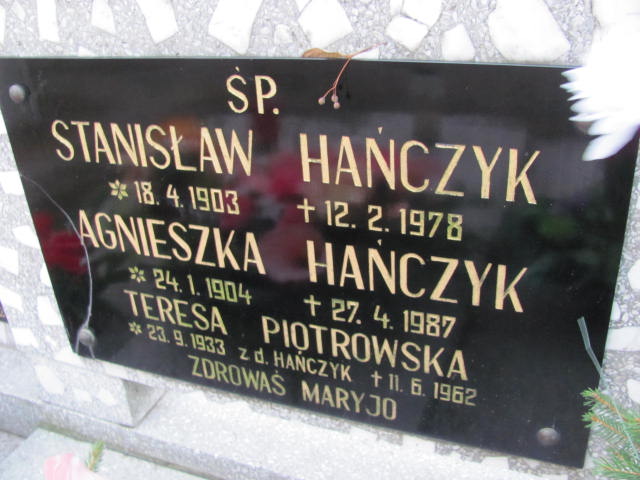 ŚP.
STANISŁAW HAŃCZYK
* 18. 4. 1903 + 12. 2. 1978
AGNIESZKA HAŃCZYK
* 24. 1. 1904 + 27. 4. 1987
TERESA PIOTROWSKA
* 23. 9. 1933 z d. HAŃCZYK + 11. 6. 1962
ZDROWAŚ MARYJO